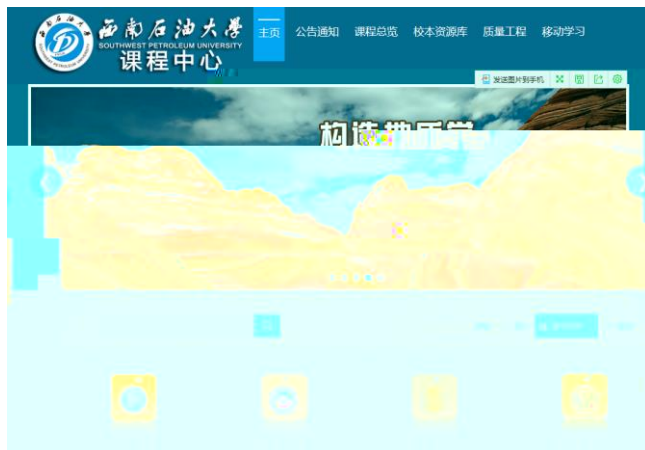 西南石油大学
SOUTHWEST PETROLEUM UNIVERSITY
课程中心
主页 公告通知 课程总览 校本资源库 质量工程 移动学习
发送图片到手机
构造地质学